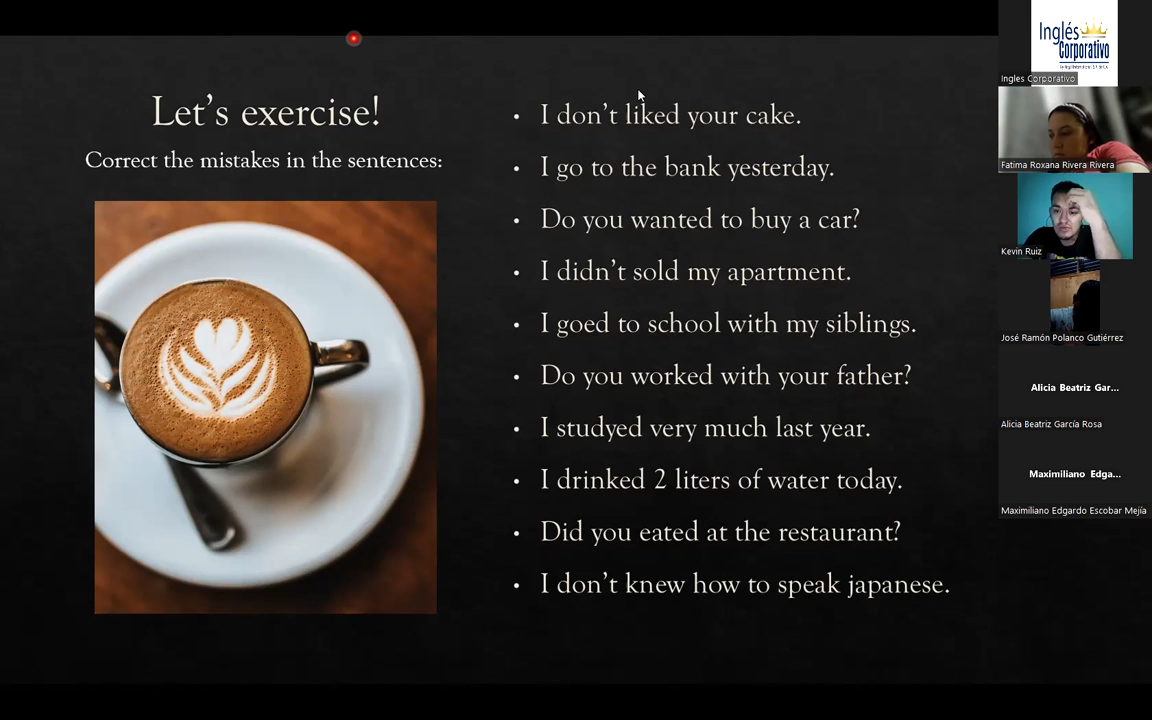 Let's exercise!
Correct the mistakes in the sentences:
• I don't liked your cake.
• I go to the bank yesterday.
• Do you wanted to buy a car?
• I didn't sold my apartment.
• I goed to school with my siblings.
• Do you worked with your father?
• I studyed very much last year.
• I drinked 2 liters of water today.
• Did you eated at the restaurant?
• I don't knew how to speak japanese.
Inglés
Corporativo
Ingles Corporativo
Fatima Roxana Rivera Rivera
Kevin Ruiz
José Ramón Polanco Gutiérrez
Alicia Beatriz Gar...
Alicia Beatriz García Rosa
Maximiliano Edga...
Maximiliano Edgardo Escobar Mejía